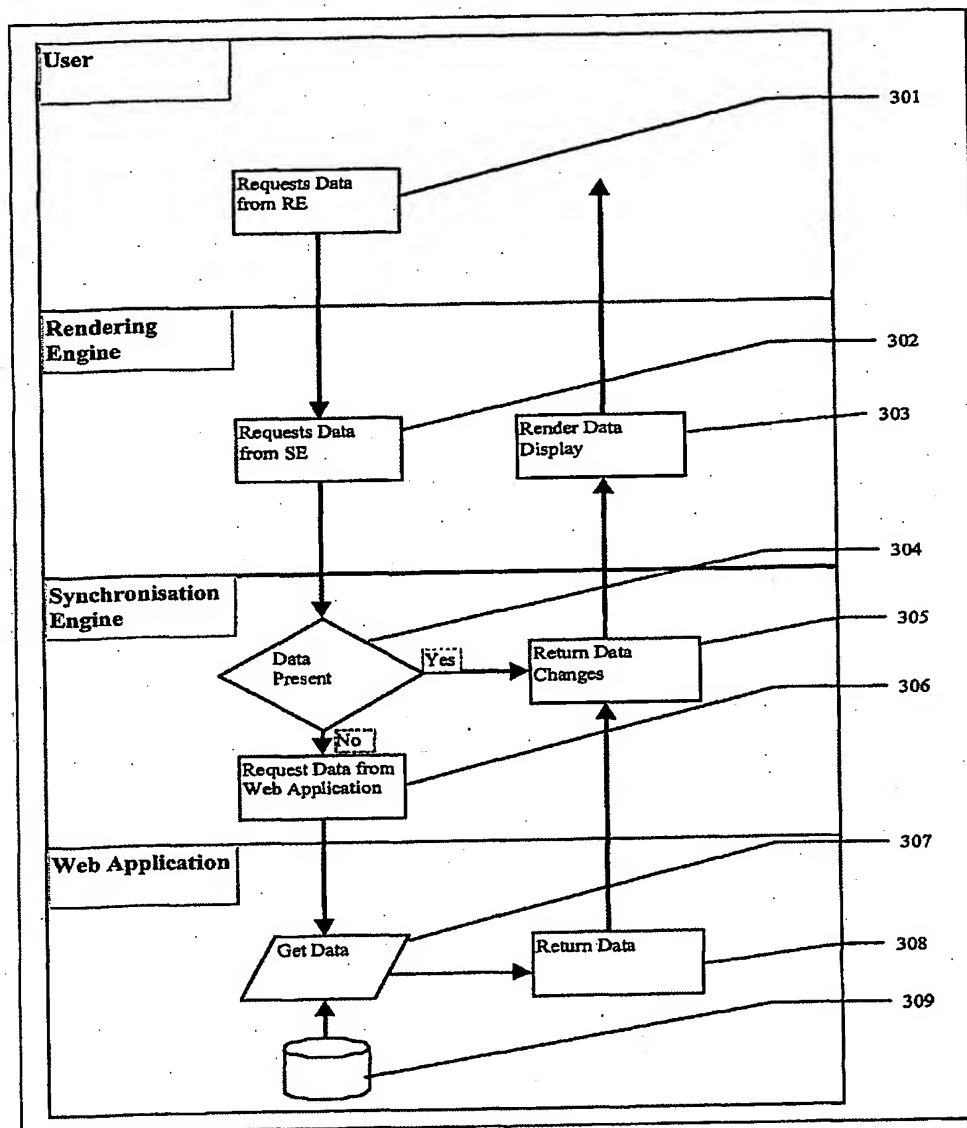 User
301
Requests Data
from RE
Rendering
Engine
302
Requests Data
from SE
Render Data
Display
303
304
Synchronisation
Engine
305
Data
Present
Yes
Return Data
Changes
306
No
Request Data from
Web Application
307
Web Application
Get Data
Return Data
308
309